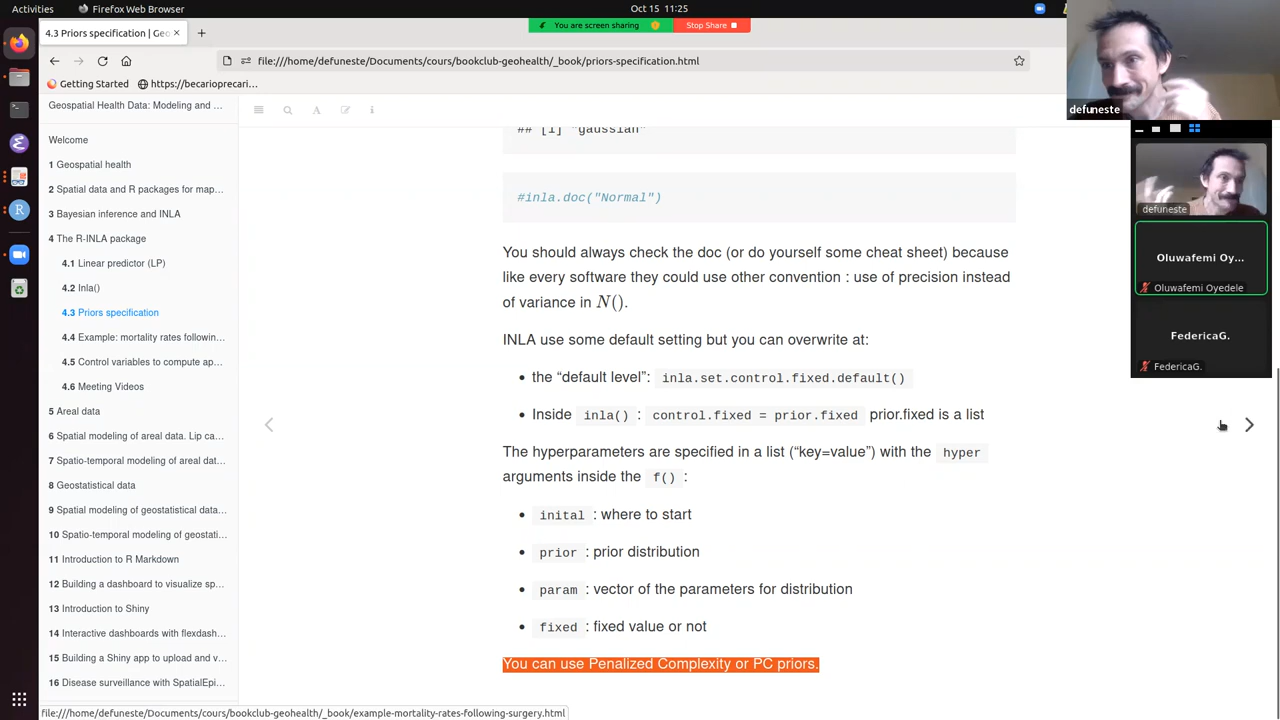 Activities
Firefox Web Browser
Oct 15 11:25
4.3 Priors specification | Geo
You are screen sharing
Stop Share
file:///home/defuneste/Documents/cours/bookclub-geohealth/_book/priors-specification.html
Getting Started
https://becarioprecari...
defuneste
Geospatial Health Data: Modeling and ...
Welcome
1 Geospatial health
2 Spatial data and R packages for map...
3 Bayesian inference and INLA
4 The R-INLA package
4.1 Linear predictor (LP)
4.2 Inla()
4.3 Priors specification
4.4 Example: mortality rates followin...
4.5 Control variables to compute ap...
4.6 Meeting Videos
5 Areal data
6 Spatial modeling of areal data. Lip ca...
7 Spatio-temporal modeling of areal dat...
8 Geostatistical data
9 Spatial modeling of geostatistical data...
10 Spatio-temporal modeling of geostati...
11 Introduction to R Markdown
12 Building a dashboard to visualize sp...
13 Introduction to Shiny
14 Interactive dashboards with flexdash...
15 Building a Shiny app to upload and v...
16 Disease surveillance with SpatialEpi...
## [1] "gaussian"
#inla.doc("Normal")
You should always check the doc (or do yourself some cheat sheet) because
like every software they could use other convention : use of precision instead
of variance in N().
INLA use some default setting but you can overwrite at:
• the “default level”: inla.set.control.fixed.default()
• Inside inla() : control.fixed = prior.fixed prior.fixed is a list
The hyperparameters are specified in a list (“key=value”) with the hyper
arguments inside the f() :
• inital : where to start
• prior : prior distribution
• param : vector of the parameters for distribution
• fixed : fixed value or not
You can use Penalized Complexity or PC priors.
defuneste
Oluwafemi Oy...
Oluwafemi Oyedele
FedericaG.
FedericaG.
file:///home/defuneste/Documents/cours/bookclub-geohealth/_book/example-mortality-rates-following-surgery.html